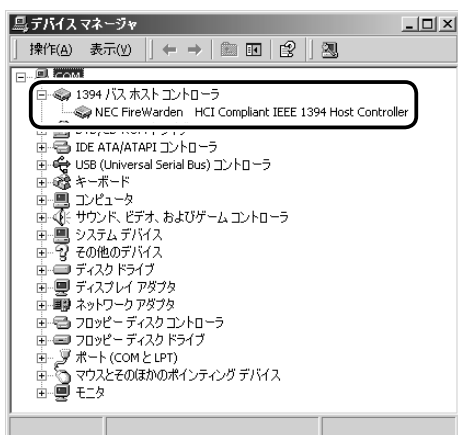 デバイス マネージャ
操作(A) 表示(V)
COM
1394 バス ホスト コントローラ
NEC FireWarden HCI Compliant IEEE 1394 Host Controller
IDE ATA/ATAPI コントローラ
USB (Universal Serial Bus) コントローラ
キーボード
コンピュータ
サウンド、ビデオ、およびゲーム コントローラ
システム デバイス
その他のデバイス
ディスク ドライブ
ディスプレイ アダプタ
ネットワーク アダプタ
フロッピー ディスク コントローラ
フロッピー ディスク ドライブ
ポート (COM と LPT)
マウスとそのほかのポインティング デバイス
モニタ